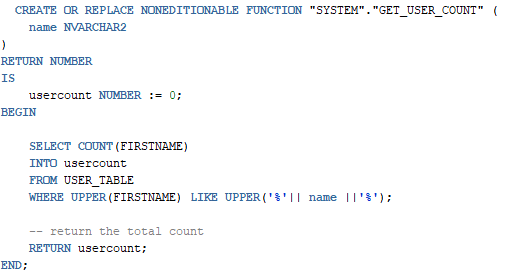 CREATE OR REPLACE NONEDITIONABLE FUNCTION "SYSTEM"."GET_USER_COUNT" (
name NVARCHAR2
)
RETURN NUMBER
IS
usercount NUMBER := 0;
BEGIN
SELECT COUNT(FIRSTNAME)
INTO usercount
FROM USER_TABLE
WHERE UPPER(FIRSTNAME) LIKE UPPER('%'|| name ||'%');
-- return the total count
RETURN usercount;
END;